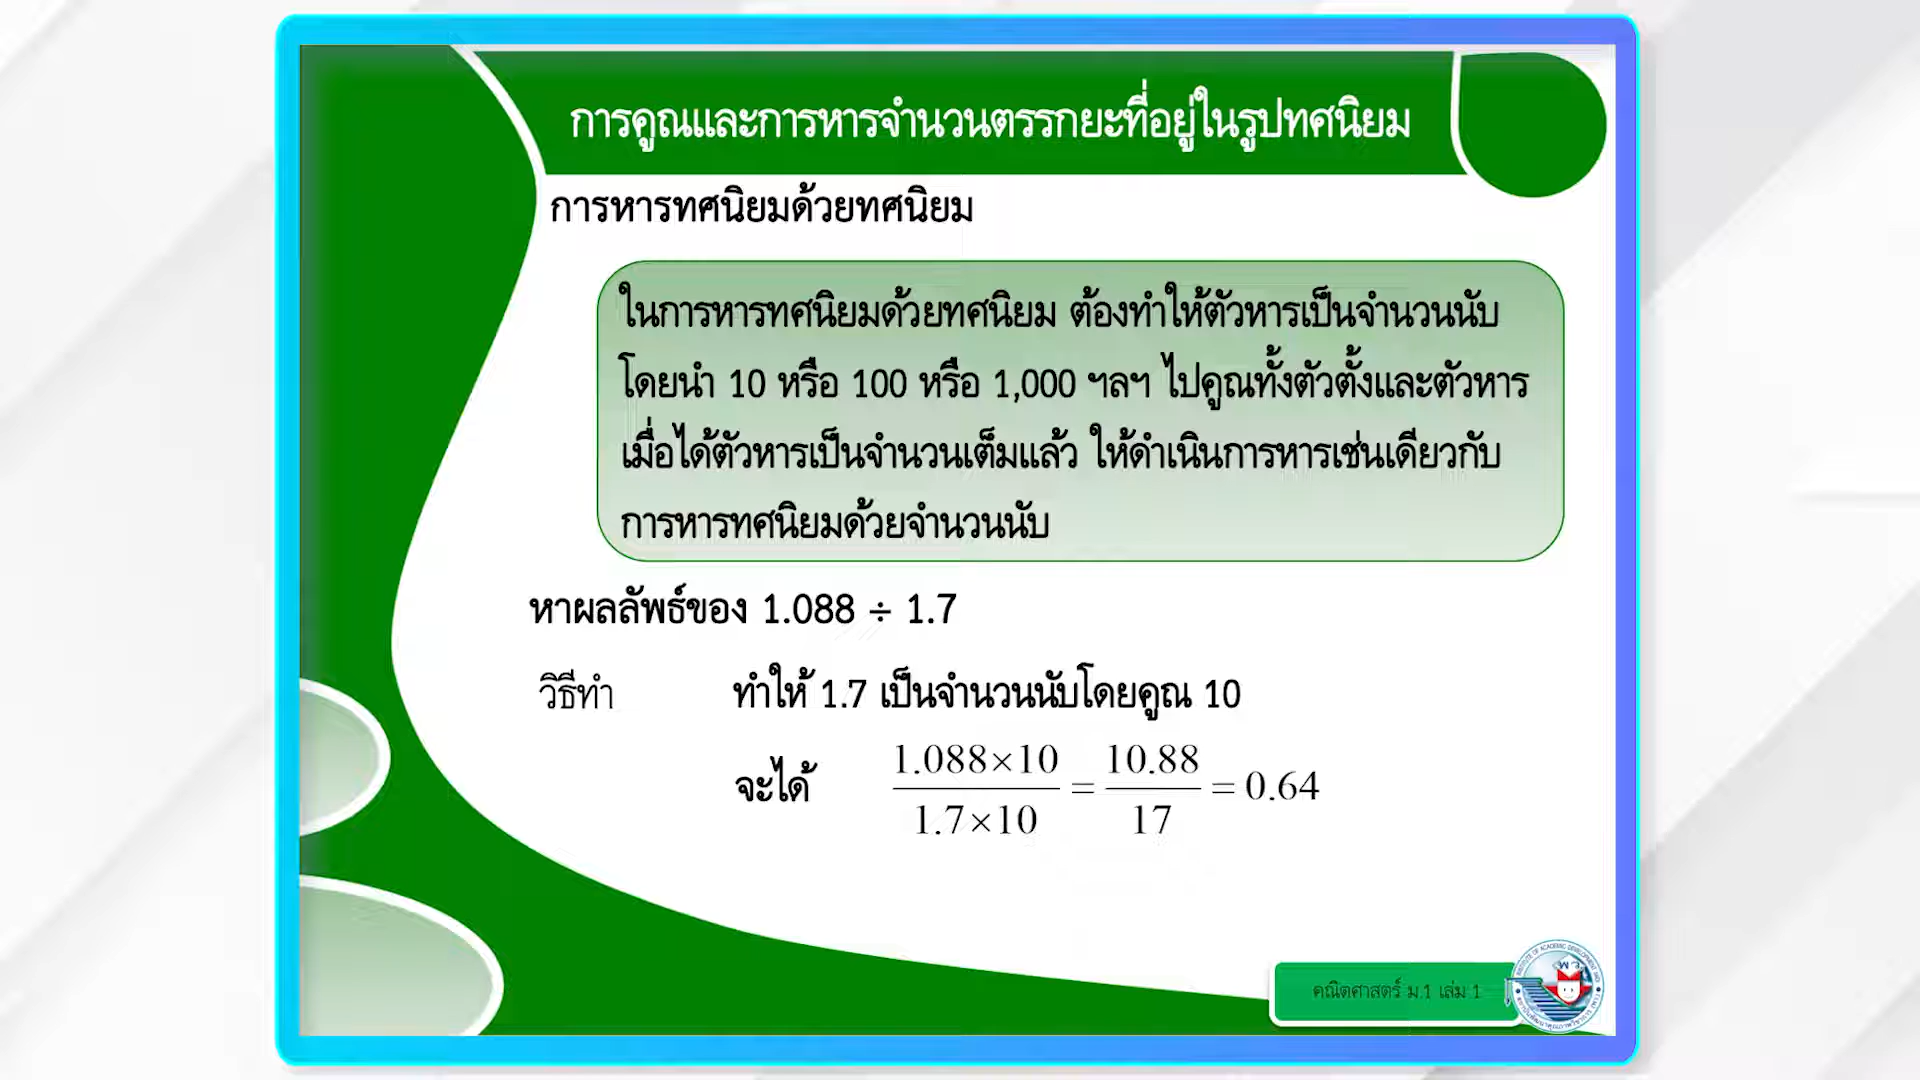 การคูณและการหารจำนวนตรรกยะที่อยู่ในรูปทศนิยม
การหารทศนิยมด้วยทศนิยม
ในการหารทศนิยมด้วยทศนิยม ต้องทำให้ตัวหารเป็นจำนวนนับ
โดยนำ 10 หรือ 100 หรือ 1,000 ฯลฯ ไปคูณทั้งตัวตั้งและตัวหาร
เมื่อได้ตัวหารเป็นจำนวนเต็มแล้ว ให้ดำเนินการหารเช่นเดียวกับ
การหารทศนิยมด้วยจำนวนนับ
หาผลลัพธ์ของ 1.088 ÷ 1.7
วิธีทำ ทำให้ 1.7 เป็นจำนวนนับโดยคูณ 10
จะได้ 1.088×10 / 1.7×10 = 10.88 / 17 = 0.64
คณิตศาสตร์ ม.1 เล่ม 1
พว.